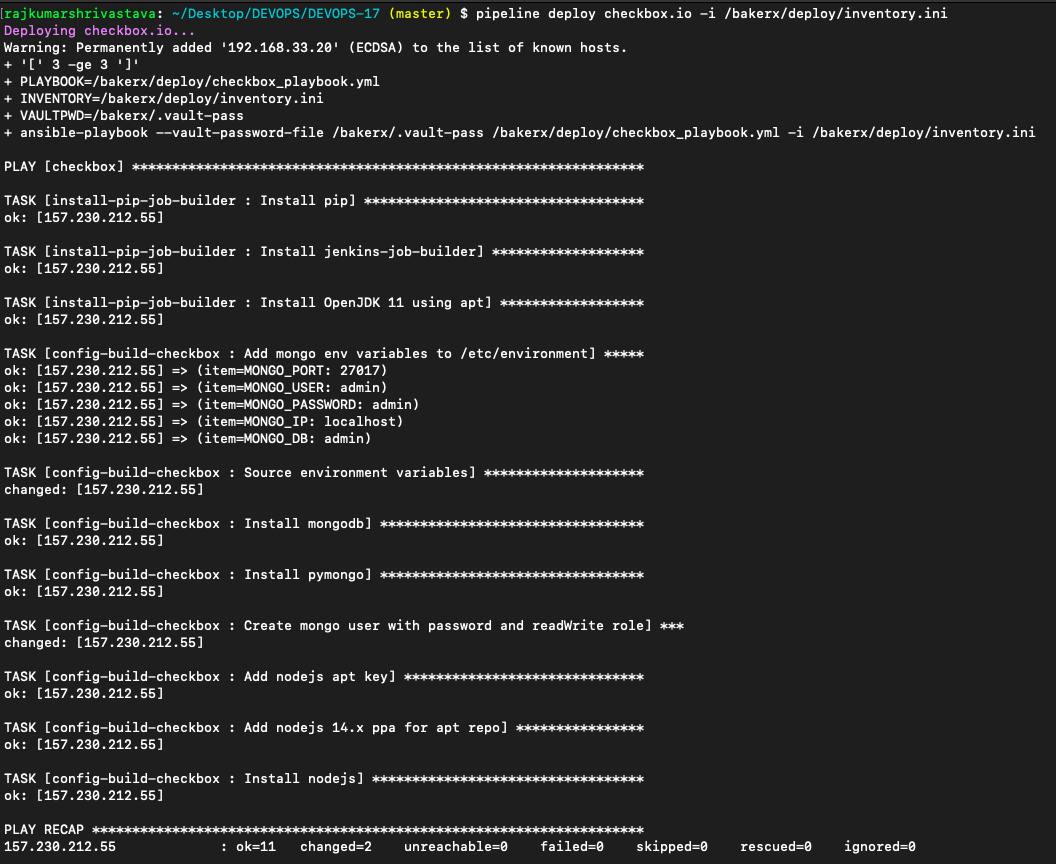 [rajkumarshrivastava: ~/Desktop/DEVOPS/DEVOPS-17 (master) $ pipeline deploy checkbox.io -i /bakerx/deploy/inventory.ini
Deploying checkbox.io...
Warning: Permanently added '192.168.33.20' (ECDSA) to the list of known hosts.
+ '[' 3 -ge 3 ']'
+ PLAYBOOK=/bakerx/deploy/checkbox_playbook.yml
+ INVENTORY=/bakerx/deploy/inventory.ini
+ VAULTPWD=/bakerx/.vault-pass
+ ansible-playbook --vault-password-file /bakerx/.vault-pass /bakerx/deploy/checkbox_playbook.yml -i /bakerx/deploy/inventory.ini

PLAY [checkbox] ****************************************************************

TASK [install-pip-job-builder : Install pip] ***********************************
ok: [157.230.212.55]

TASK [install-pip-job-builder : Install jenkins-job-builder] *******************
ok: [157.230.212.55]

TASK [install-pip-job-builder : Install OpenJDK 11 using apt] ******************
ok: [157.230.212.55]

TASK [config-build-checkbox : Add mongo env variables to /etc/environment] *****
ok: [157.230.212.55] => (item=MONGO_PORT: 27017)
ok: [157.230.212.55] => (item=MONGO_USER: admin)
ok: [157.230.212.55] => (item=MONGO_PASSWORD: admin)
ok: [157.230.212.55] => (item=MONGO_IP: localhost)
ok: [157.230.212.55] => (item=MONGO_DB: admin)

TASK [config-build-checkbox : Source environment variables] ********************
changed: [157.230.212.55]

TASK [config-build-checkbox : Install mongodb] *********************************
ok: [157.230.212.55]

TASK [config-build-checkbox : Install pymongo] *********************************
ok: [157.230.212.55]

TASK [config-build-checkbox : Create mongo user with password and readWrite role] ***
changed: [157.230.212.55]

TASK [config-build-checkbox : Add nodejs apt key] ******************************
ok: [157.230.212.55]

TASK [config-build-checkbox : Add nodejs 14.x ppa for apt repo] ****************
ok: [157.230.212.55]

TASK [config-build-checkbox : Install nodejs] **********************************
ok: [157.230.212.55]

PLAY RECAP *********************************************************************
157.230.212.55             : ok=11   changed=2    unreachable=0    failed=0    skipped=0    rescued=0    ignored=0